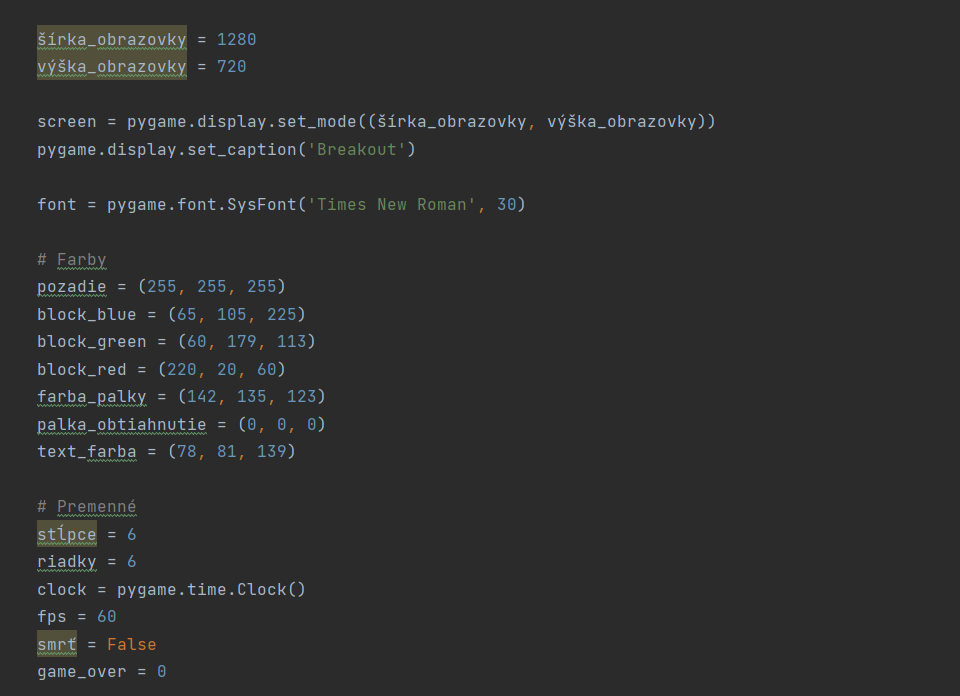 šírka_obrazovky = 1280
výška_obrazovky = 720
screen = pygame.display.set_mode((šírka_obrazovky, výška_obrazovky))
pygame.display.set_caption('Breakout')
font = pygame.font.SysFont('Times New Roman', 30)
# Farby
pozadie = (255, 255, 255)
block_blue = (65, 105, 225)
block_green = (60, 179, 113)
block_red = (220, 20, 60)
farba_palky = (142, 135, 123)
palka_obtiahnutie = (0, 0, 0)
text_farba = (78, 81, 139)
# Premenné
stĺpce = 6
riadky = 6
clock = pygame.time.Clock()
fps = 60
smrť = False
game_over = 0